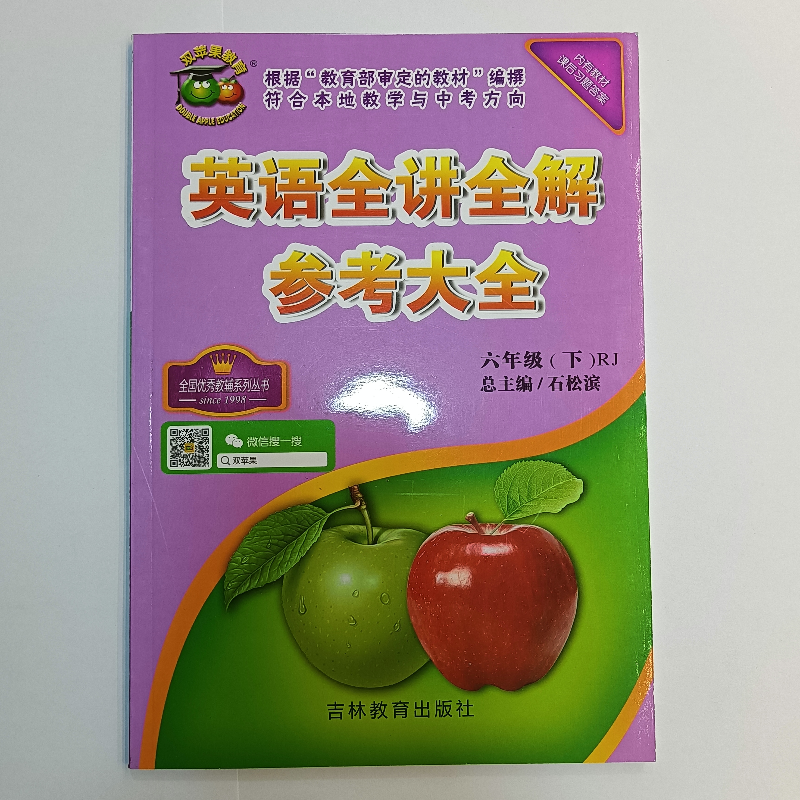 双苹果教育®
DOUBLE APPLE EDUCATION
根据“教育部审定的教材”编撰
符合本地教学与中考方向
内有教材
课后习题答案
英语全讲全解
参考大全
六年级(下)RJ
总主编/石松滨
全国优秀教辅系列丛书
since 1998
微信搜一搜
双苹果
吉林教育出版社